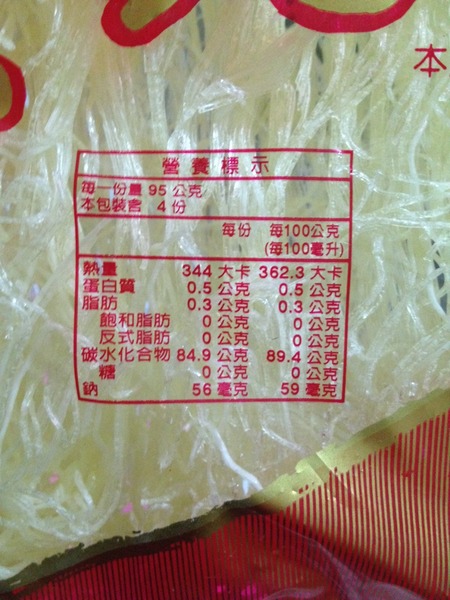 本
營養標示
每一份量 95 公克
本包裝含 4 份
每份 每100公克
(每100毫升)
熱量 344 大卡 362.3 大卡
蛋白質 0.5 公克 0.5 公克
脂肪 0.3 公克 0.3 公克
飽和脂肪 0 公克 0 公克
反式脂肪 0 公克 0 公克
碳水化合物 84.9 公克 89.4 公克
糖 0 公克 0 公克
鈉 56 毫克 59 毫克